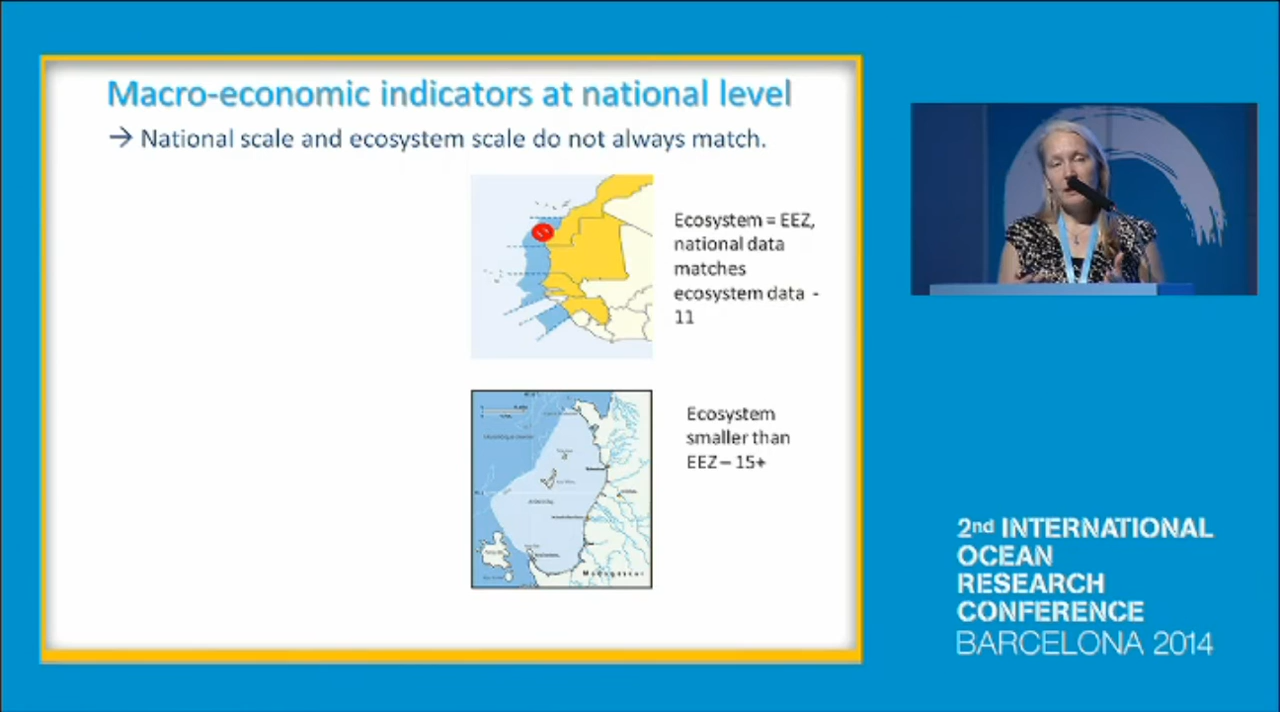 Macro-economic indicators at national level
→ National scale and ecosystem scale do not always match.
Ecosystem = EEZ,
national data
matches
ecosystem data -
11
Ecosystem
smaller than
EEZ – 15+
Madagascar
2nd INTERNATIONAL
OCEAN
RESEARCH
CONFERENCE
BARCELONA 2014